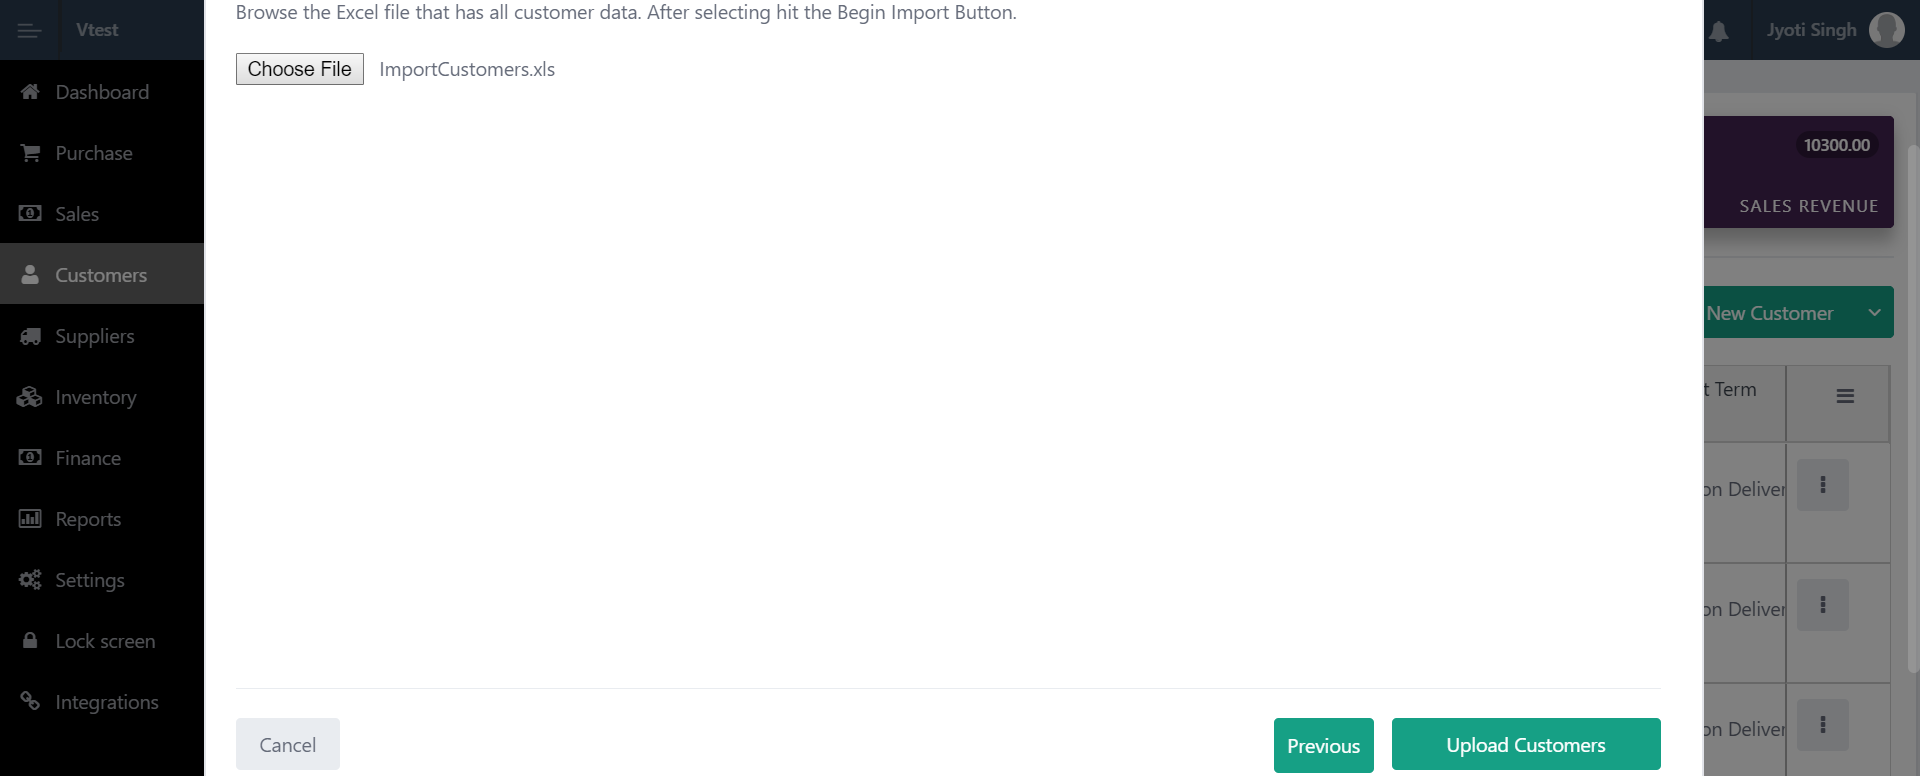 Vtest
Jyoti Singh
Dashboard
Purchase
Sales
Customers
Suppliers
Inventory
Finance
Reports
Settings
Lock screen
Integrations
Browse the Excel file that has all customer data. After selecting hit the Begin Import Button.
Choose File ImportCustomers.xls
Cancel
Previous
Upload Customers
10300.00
SALES REVENUE
New Customer
t Term
on Deliver
on Deliver
on Deliver